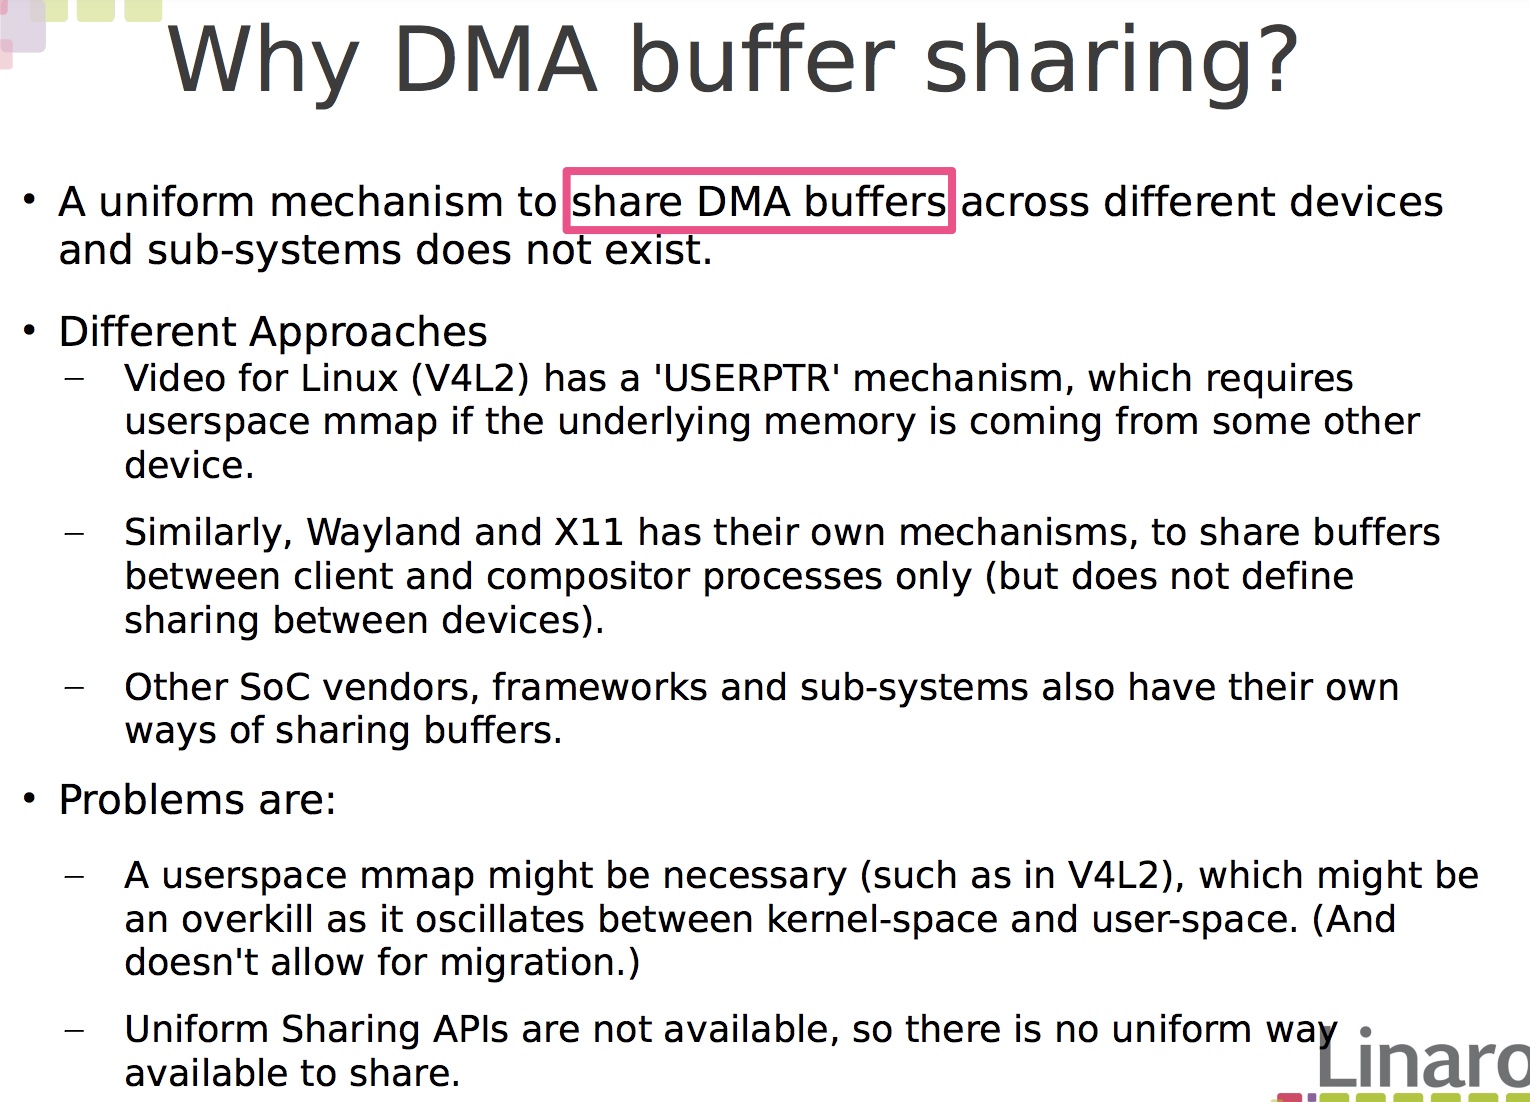 Why DMA buffer sharing?
• A uniform mechanism to share DMA buffers across different devices
and sub-systems does not exist.
• Different Approaches
– Video for Linux (V4L2) has a 'USERPTR' mechanism, which requires
userspace mmap if the underlying memory is coming from some other
device.
– Similarly, Wayland and X11 has their own mechanisms, to share buffers
between client and compositor processes only (but does not define
sharing between devices).
– Other SoC vendors, frameworks and sub-systems also have their own
ways of sharing buffers.
• Problems are:
– A userspace mmap might be necessary (such as in V4L2), which might be
an overkill as it oscillates between kernel-space and user-space. (And
doesn't allow for migration.)
– Uniform Sharing APIs are not available, so there is no uniform way
available to share.
Linaro